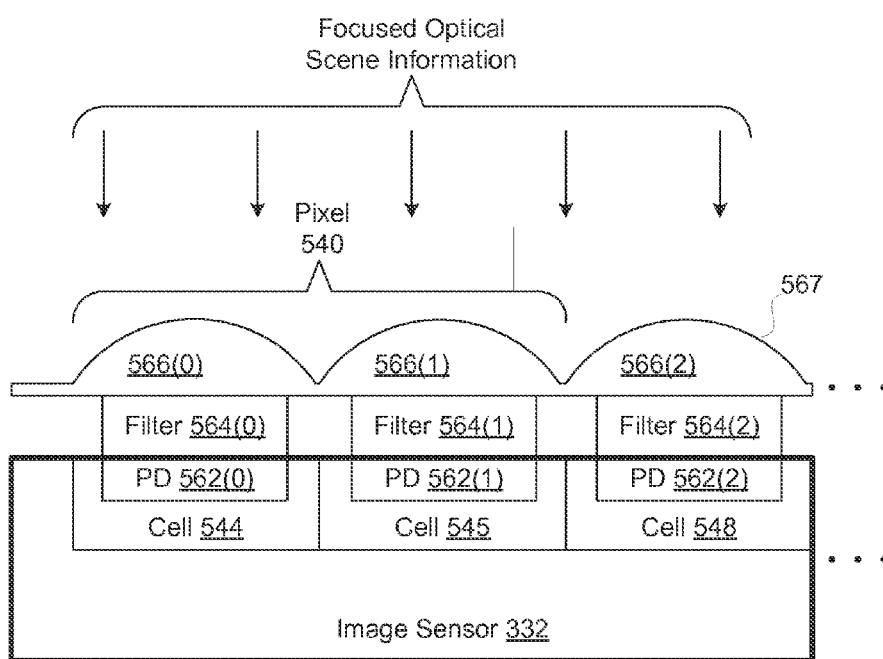 Focused Optical
Scene Information
Pixel
540
567
566(0) 566(1) 566(2)
Filter 564(0) Filter 564(1) Filter 564(2)
PD 562(0) PD 562(1) PD 562(2)
Cell 544 Cell 545 Cell 548
Image Sensor 332